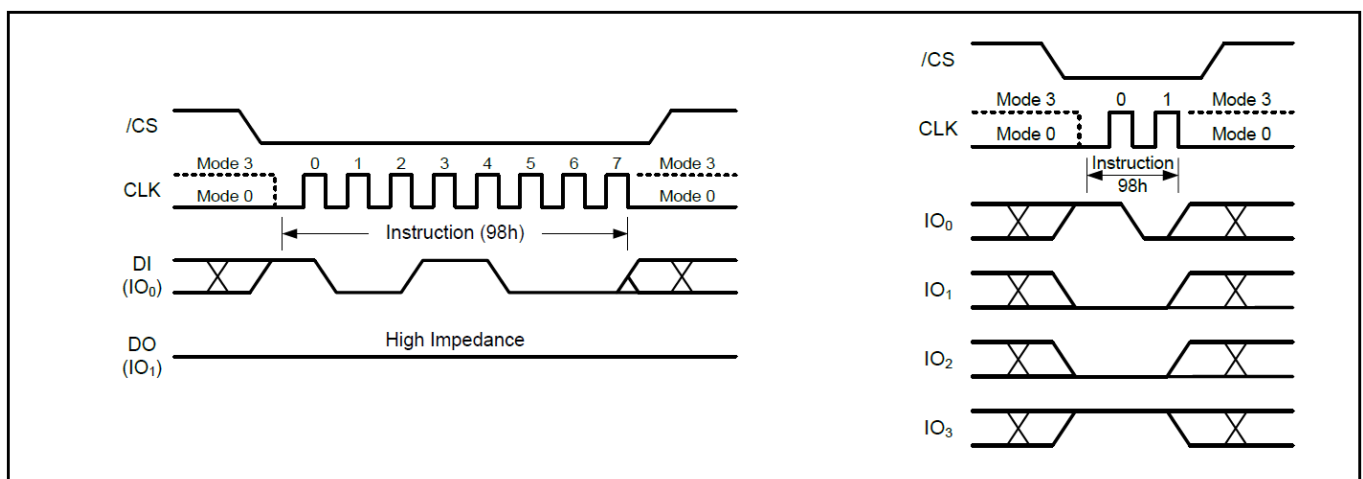 /CS
Mode 3 0 1 2 3 4 5 6 7 Mode 3
CLK
Mode 0 Mode 0
Instruction (98h)
DI
(IO₀)
High Impedance
DO
(IO₁)
/CS
Mode 3 0 1 Mode 3
CLK
Mode 0 Mode 0
Instruction
98h
IO₀
IO₁
IO₂
IO₃